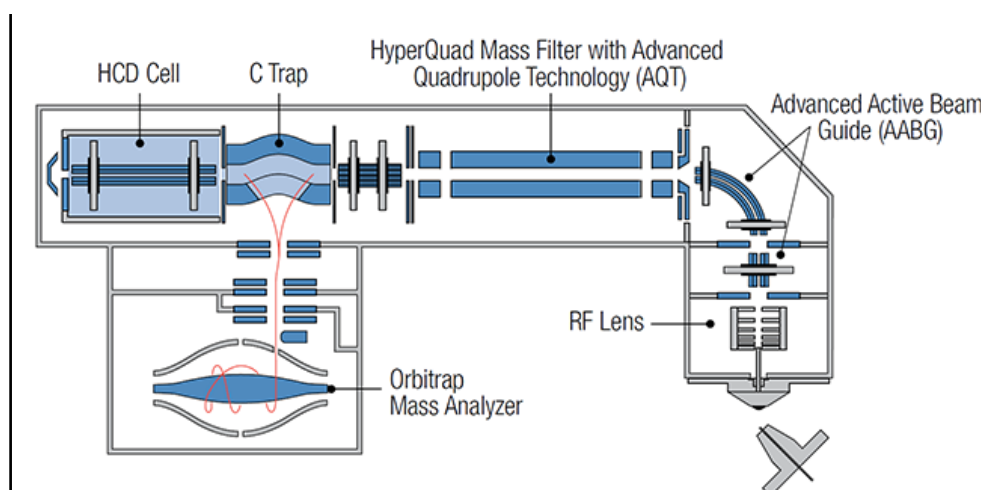 HyperQuad Mass Filter with Advanced
Quadrupole Technology (AQT)
HCD Cell
C Trap
Advanced Active Beam
Guide (AABG)
RF Lens
Orbitrap
Mass Analyzer